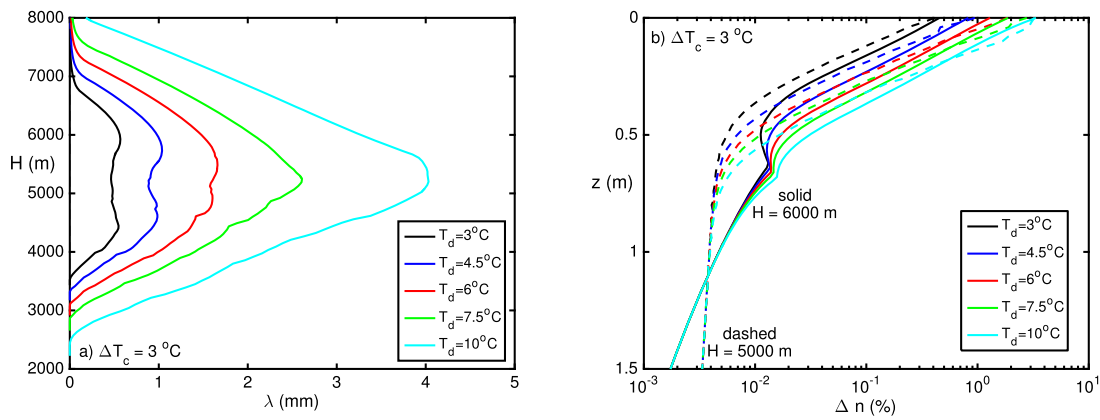 8000
7000
6000
H (m)
5000
4000
3000
2000
0 1 2 3 4 5
λ (mm)
a) ΔT_c = 3 °C
T_d=3°C
T_d=4.5°C
T_d=6°C
T_d=7.5°C
T_d=10°C
b) ΔT_c = 3 °C
0
0.5
z (m)
1
1.5
10^-3 10^-2 10^-1 10^0 10^1
Δ n (%)
solid
H = 6000 m
dashed
H = 5000 m
T_d=3°C
T_d=4.5°C
T_d=6°C
T_d=7.5°C
T_d=10°C